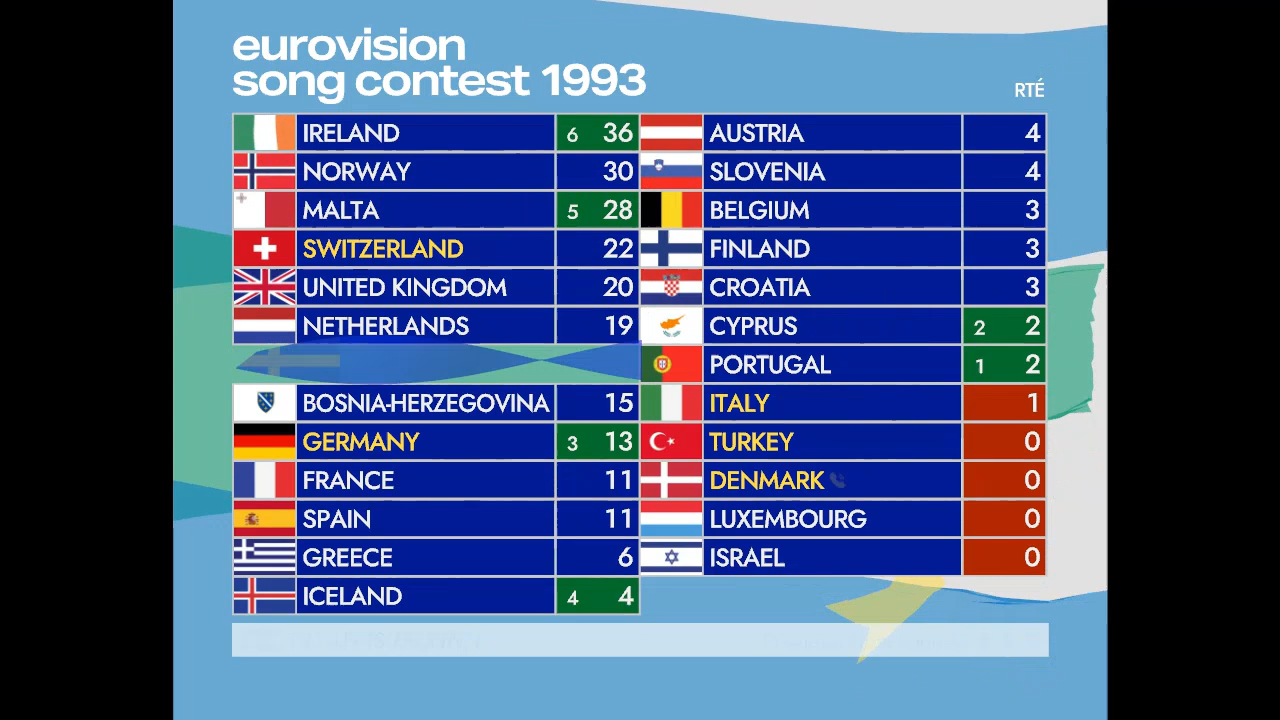 eurovision
song contest 1993
RTÉ
IRELAND 6 36
NORWAY 30
MALTA 5 28
SWITZERLAND 22
UNITED KINGDOM 20
NETHERLANDS 19
BOSNIA-HERZEGOVINA 15
GERMANY 3 13
FRANCE 11
SPAIN 11
GREECE 6
ICELAND 4 4
AUSTRIA 4
SLOVENIA 4
BELGIUM 3
FINLAND 3
CROATIA 3
CYPRUS 2 2
PORTUGAL 1 2
ITALY 1
TURKEY 0
DENMARK 0
LUXEMBOURG 0
ISRAEL 0